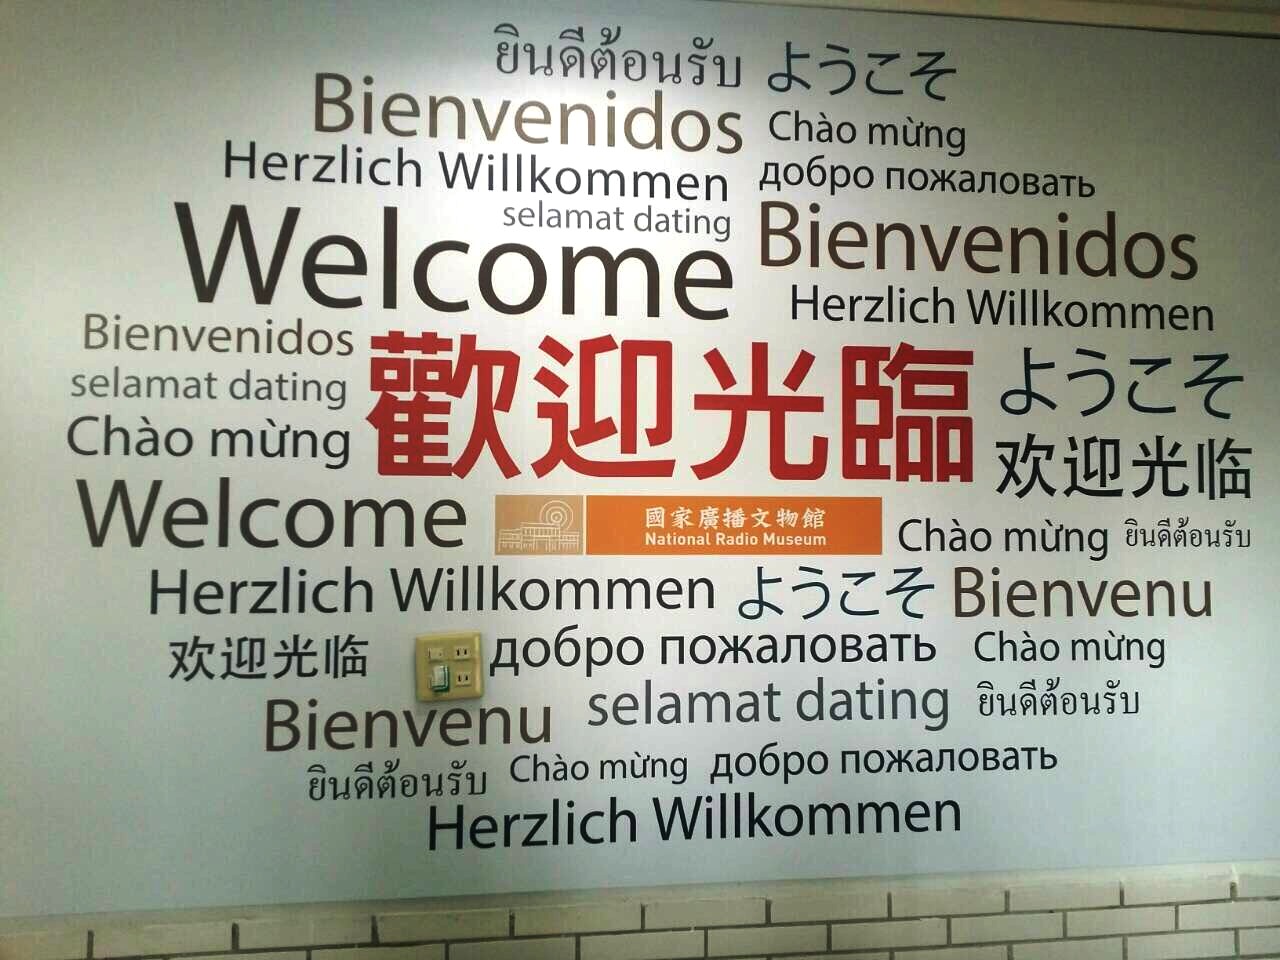 ยินดีต้อนรับ ようこそ
Bienvenidos Chào mừng
Herzlich Willkommen добро пожаловать
selamat dating Bienvenidos
Welcome Herzlich Willkommen
Bienvenidos
selamat dating
Chào mừng
歡迎光臨
ようこそ
欢迎光临
Welcome
國家廣播文物館
National Radio Museum
Chào mừng ยินดีต้อนรับ
Herzlich Willkommen ようこそ Bienvenu
欢迎光临 добро пожаловать Chào mừng
Bienvenu selamat dating ยินดีต้อนรับ
ยินดีต้อนรับ Chào mừng добро пожаловать
Herzlich Willkommen